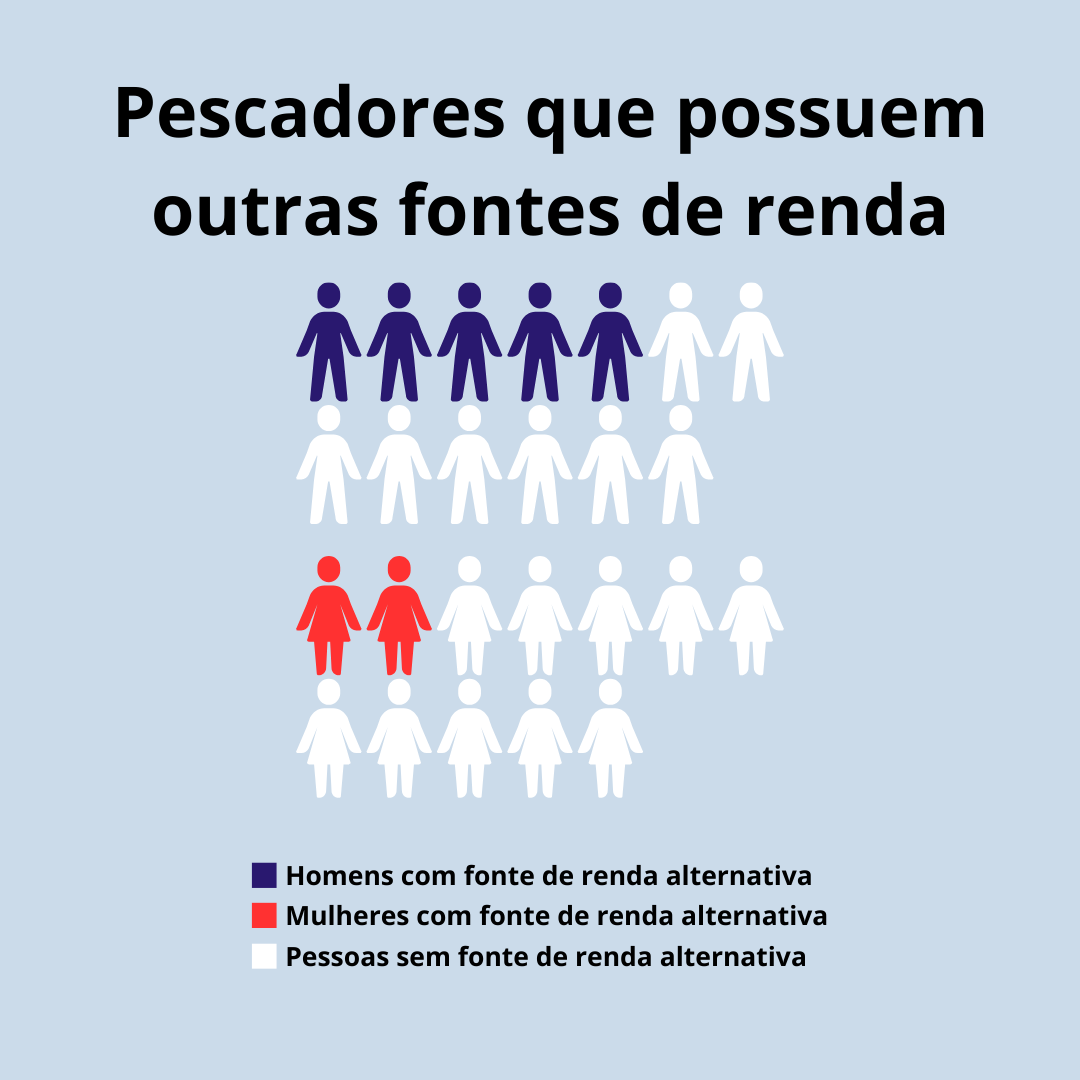 Pescadores que possuem
outras fontes de renda
Homens com fonte de renda alternativa
Mulheres com fonte de renda alternativa
Pessoas sem fonte de renda alternativa